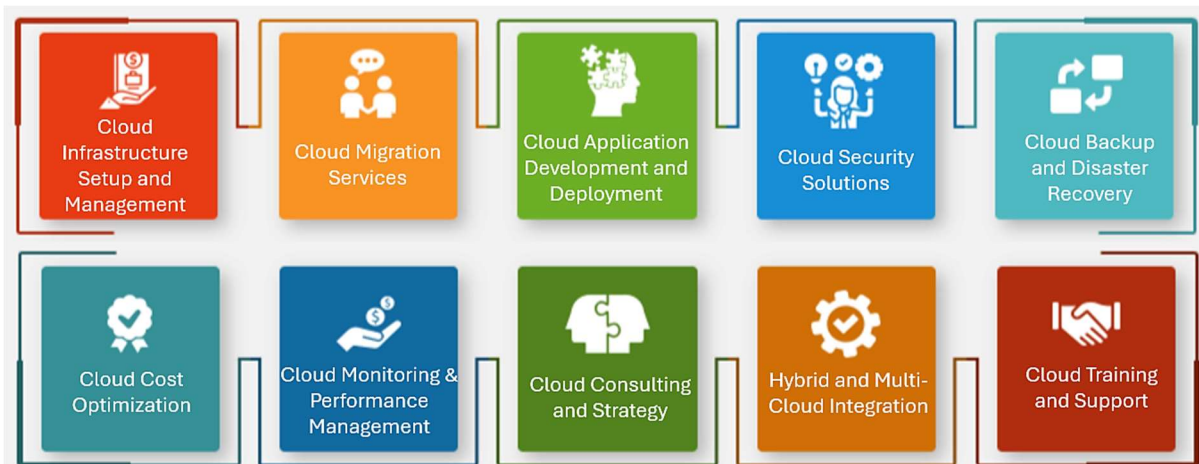 Cloud
Infrastructure
Setup and
Management
Cloud Migration
Services
Cloud Application
Development and
Deployment
Cloud Security
Solutions
Cloud Backup
and Disaster
Recovery
Cloud Cost
Optimization
Cloud Monitoring &
Performance
Management
Cloud Consulting
and Strategy
Hybrid and Multi-
Cloud Integration
Cloud Training
and Support